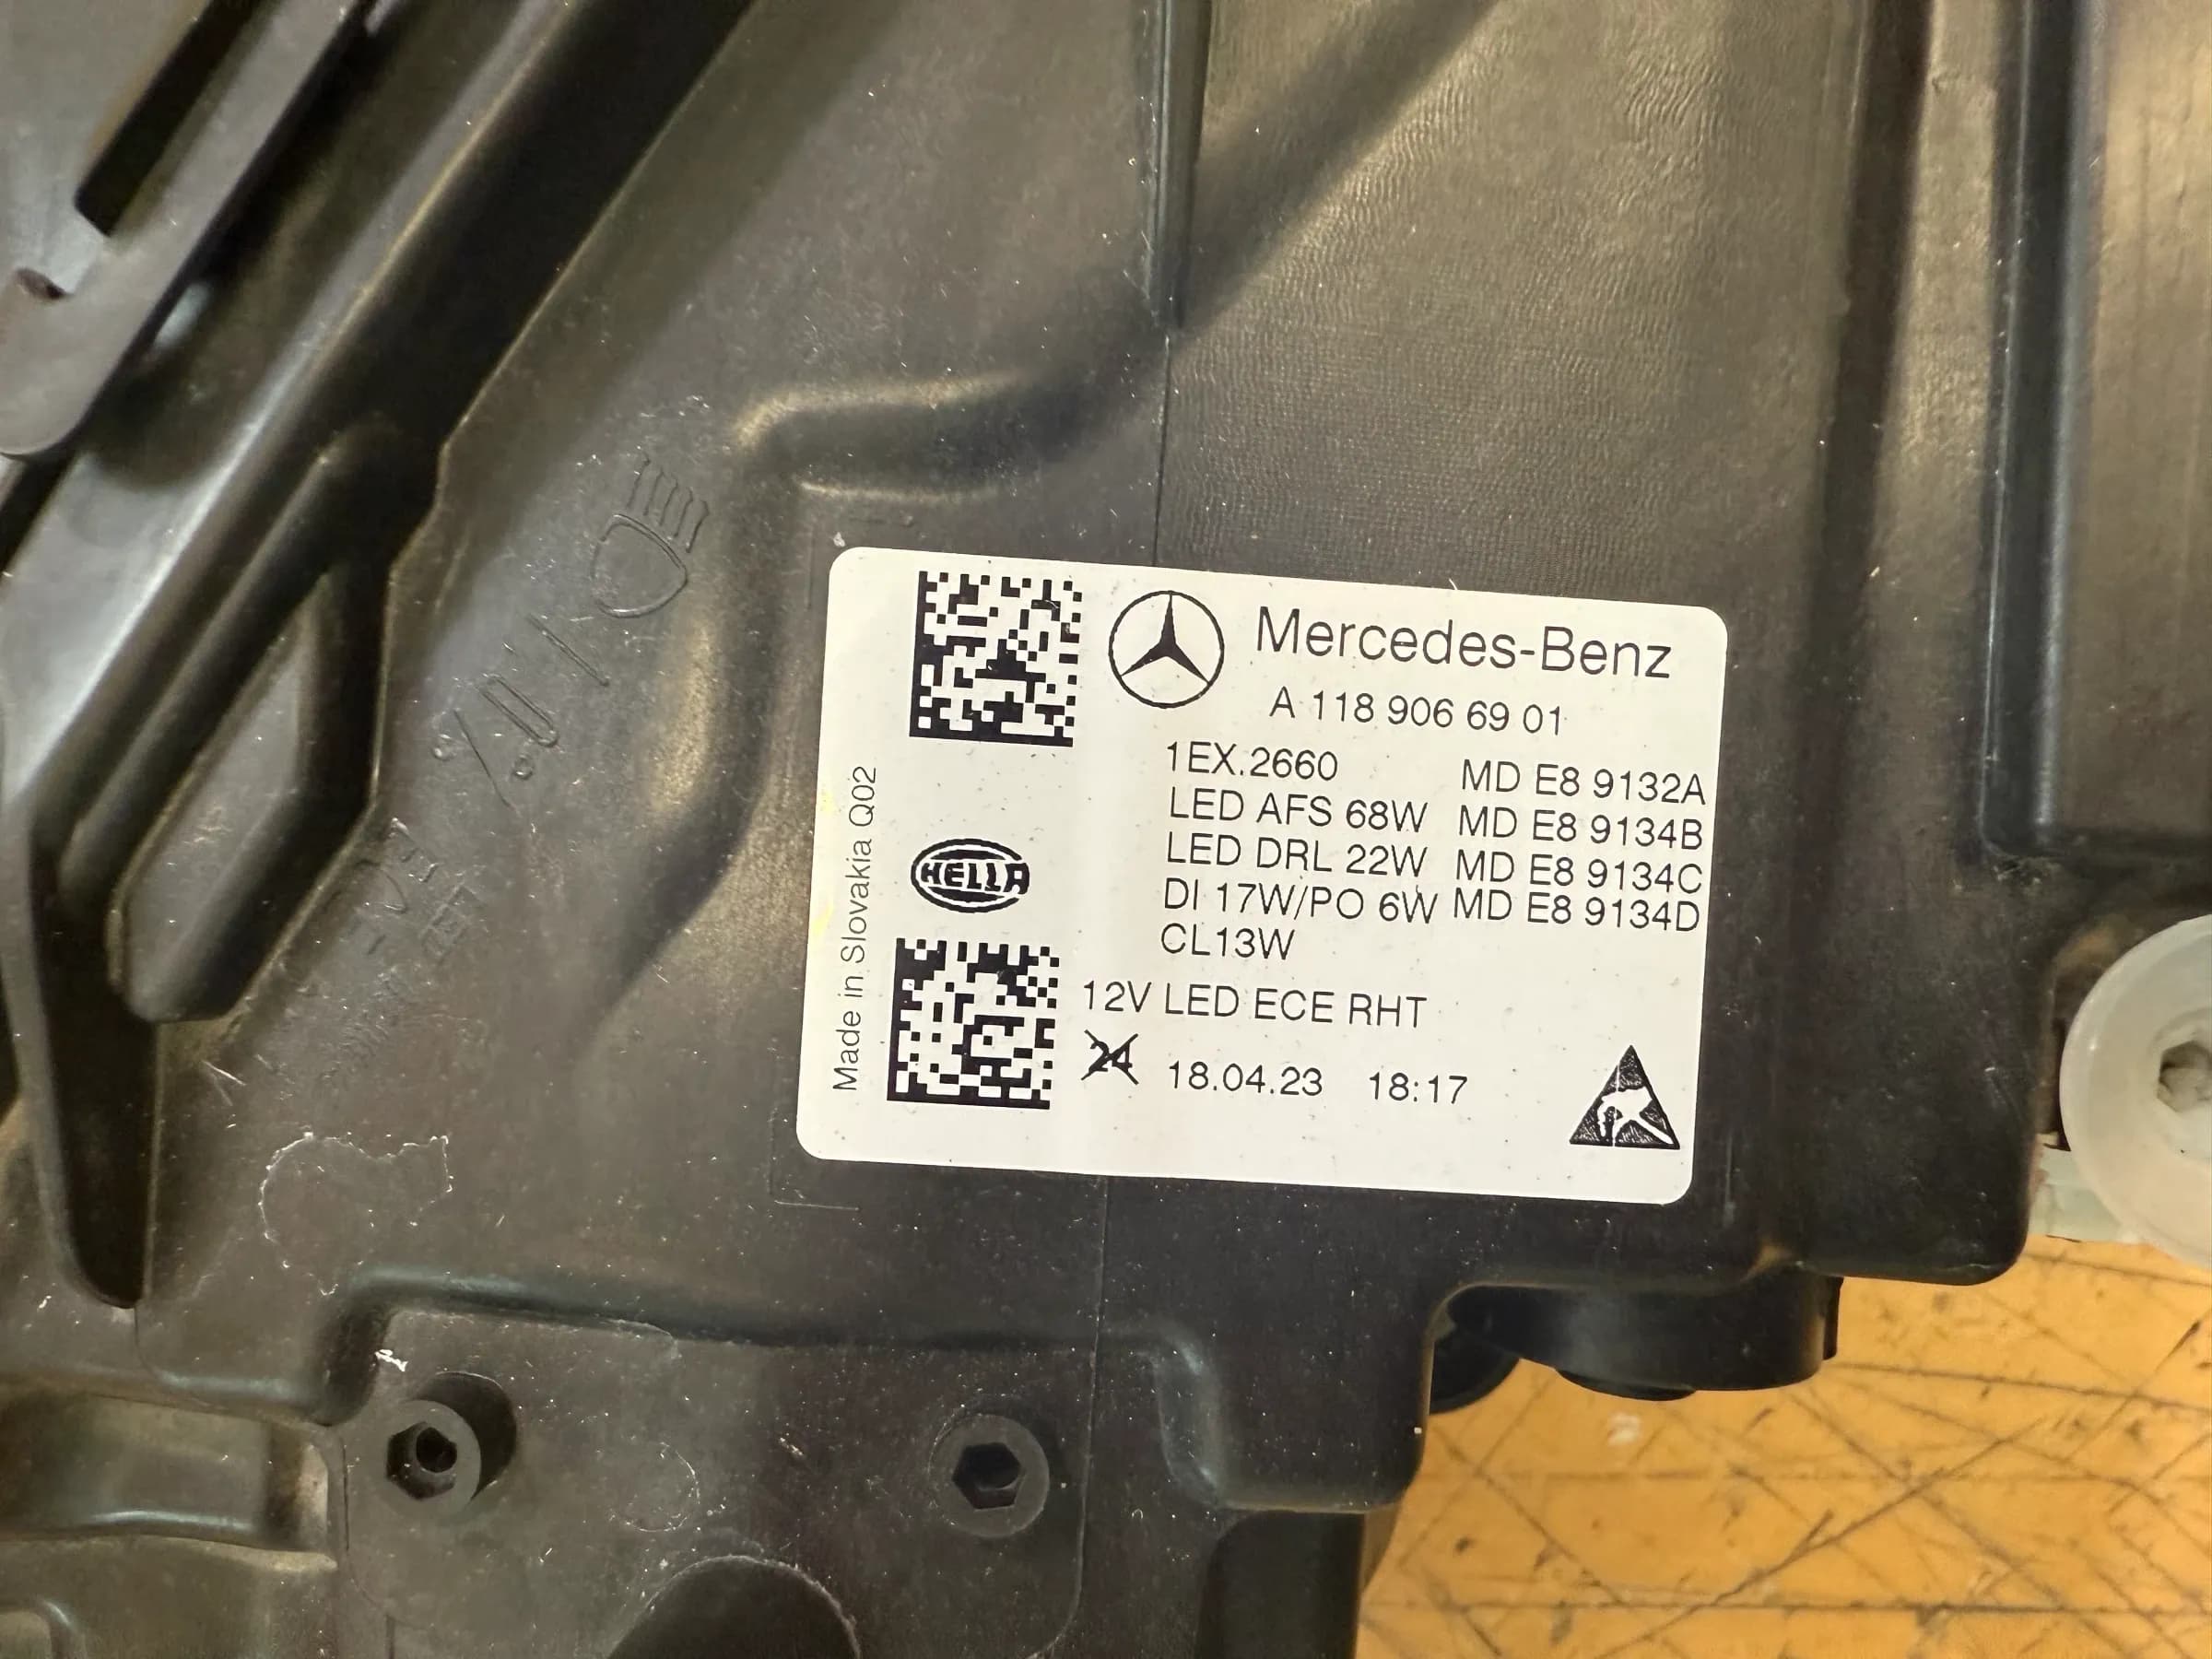 Mercedes-Benz
A 118 906 69 01
1EX.2660 MD E8 9132A
LED AFS 68W MD E8 9134B
LED DRL 22W MD E8 9134C
DI 17W/PO 6W MD E8 9134D
CL13W
HELLA
12V LED ECE RHT
24 18.04.23 18:17
Made in Slovakia Q02